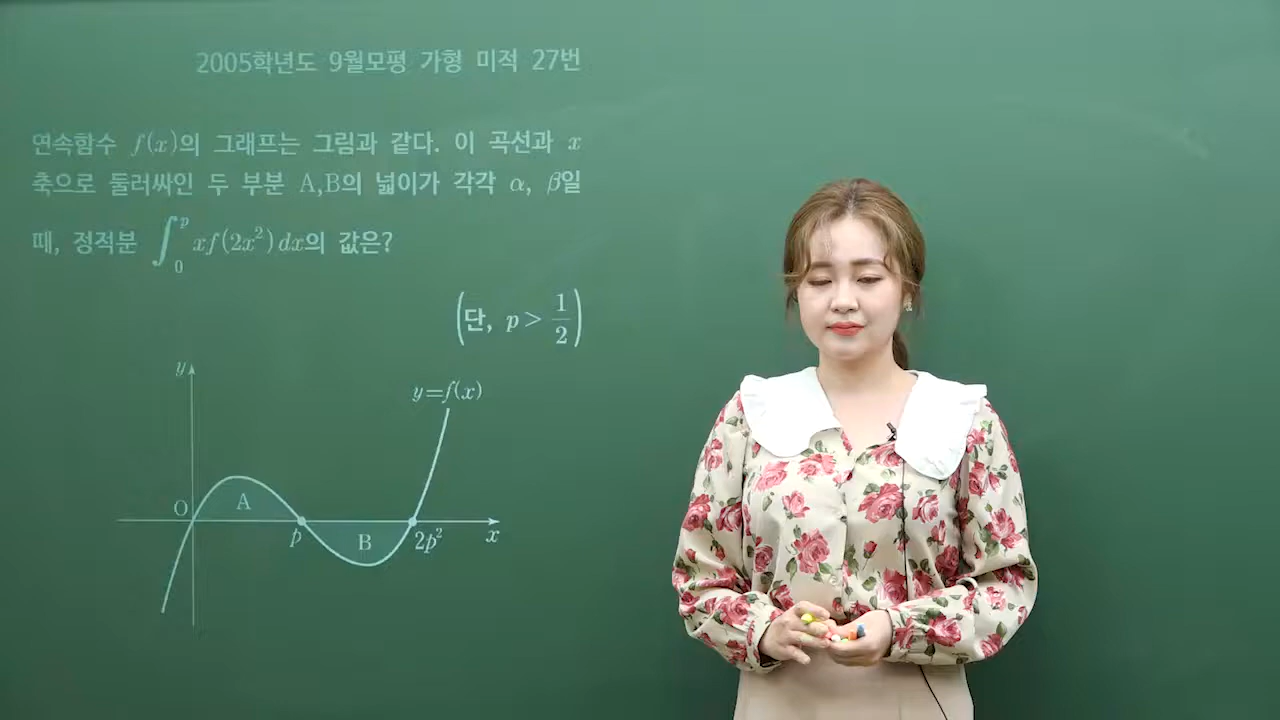 2005학년도 9월모평 가형 미적 27번
연속함수 f(x)의 그래프는 그림과 같다. 이 곡선과 x
축으로 둘러싸인 두 부분 A,B의 넓이가 각각 α, β일
때, 정적분 ∫₀ᵖ xf(2x²)dx의 값은?
(단, p > 1/2)
y
y=f(x)
O
A
p
B
2p²
x